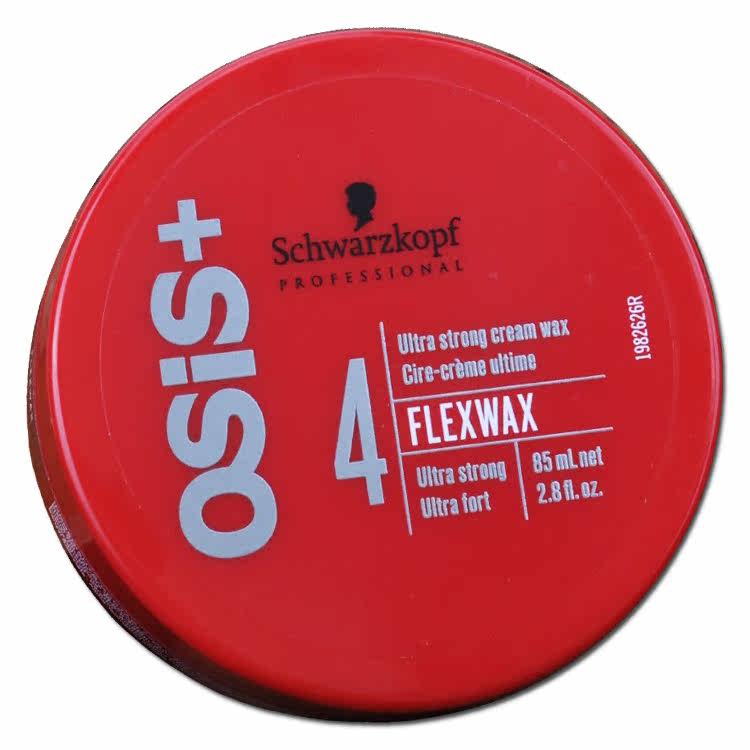 OSiS+
Schwarzkopf
PROFESSIONAL
4
Ultra strong cream wax
Cire-crème ultime
FLEXWAX
Ultra strong
Ultra fort
85 mL net
2.8 fl. oz.
1982626R